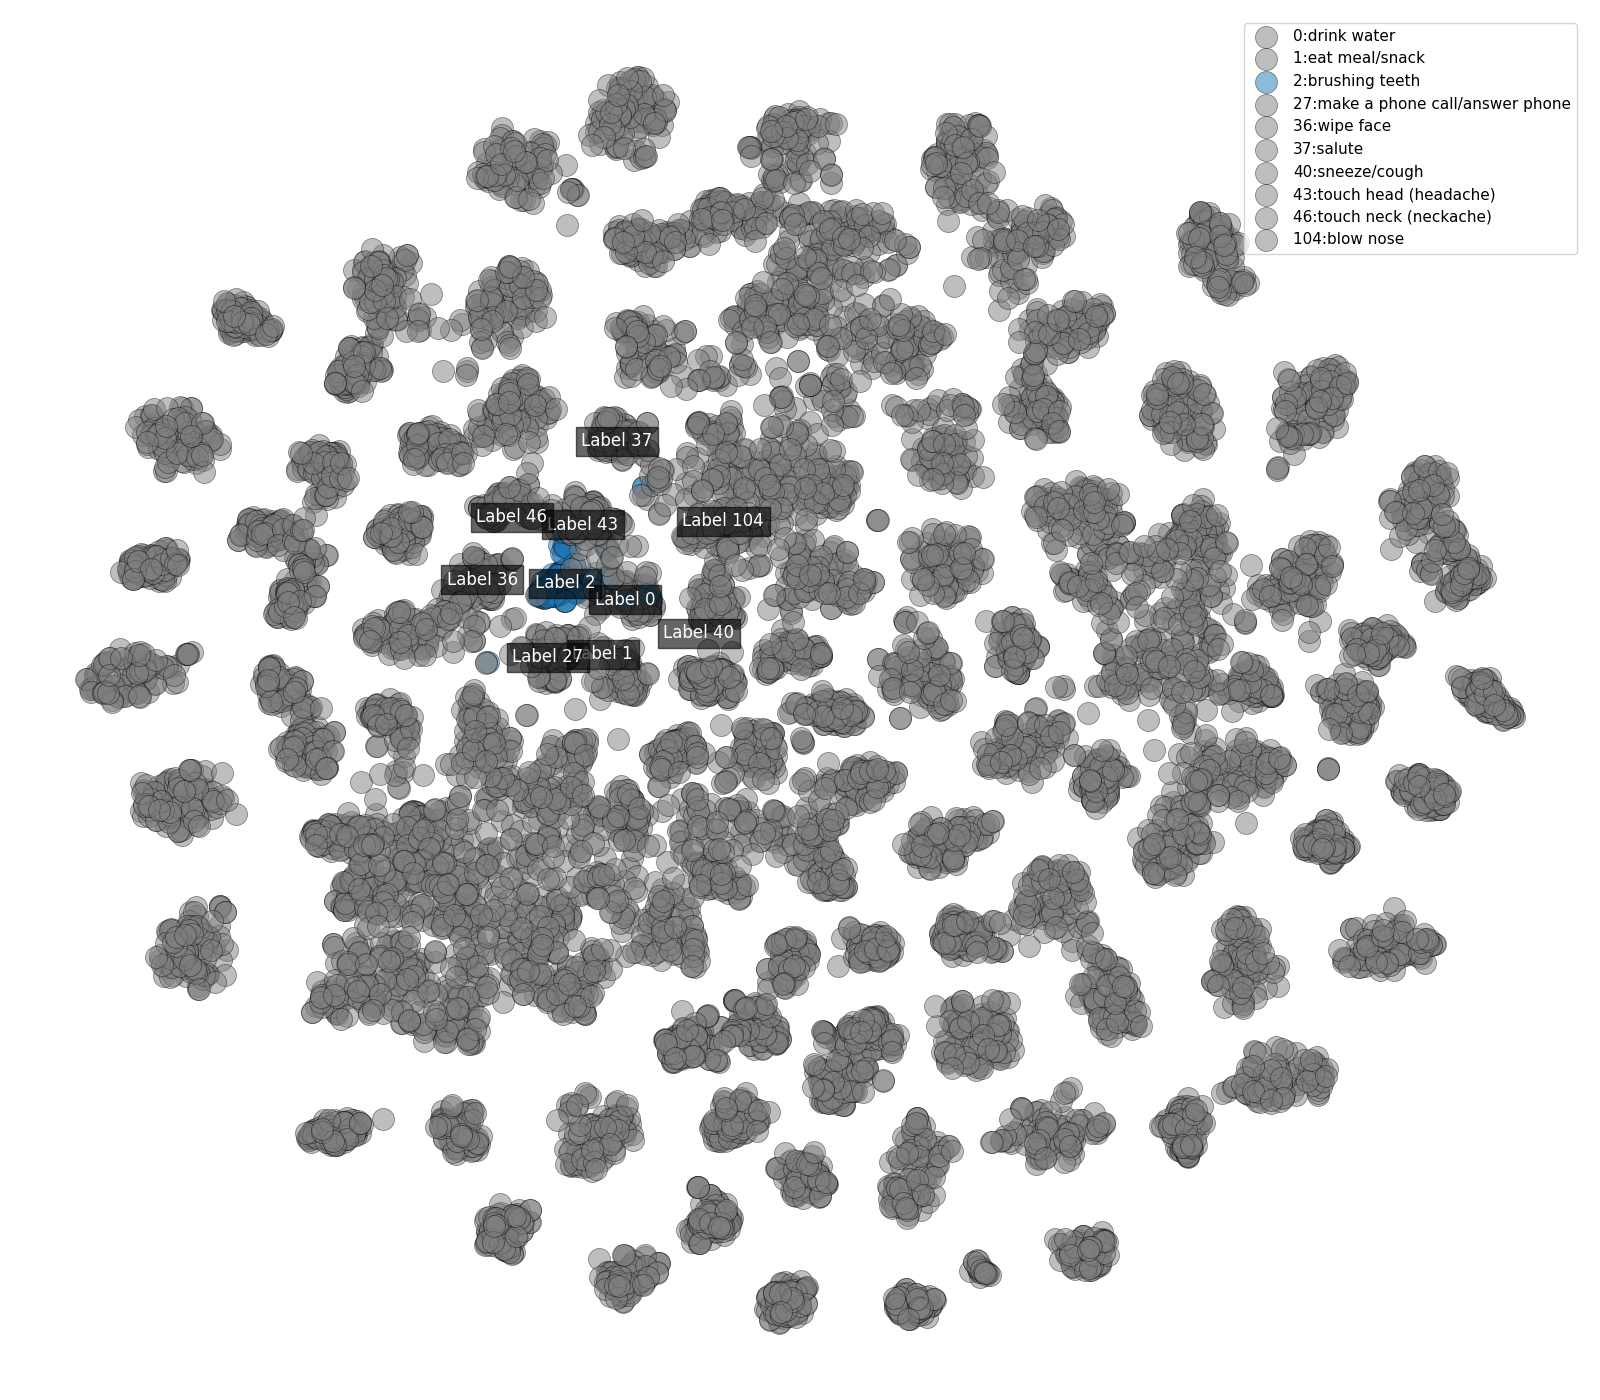 0:drink water
1:eat meal/snack
2:brushing teeth
27:make a phone call/answer phone
36:wipe face
37:salute
40:sneeze/cough
43:touch head (headache)
46:touch neck (neckache)
104:blow nose
Label 37
Label 46
Label 43
Label 104
Label 36
Label 2
Label 0
Label 40
Label 27
Label 1